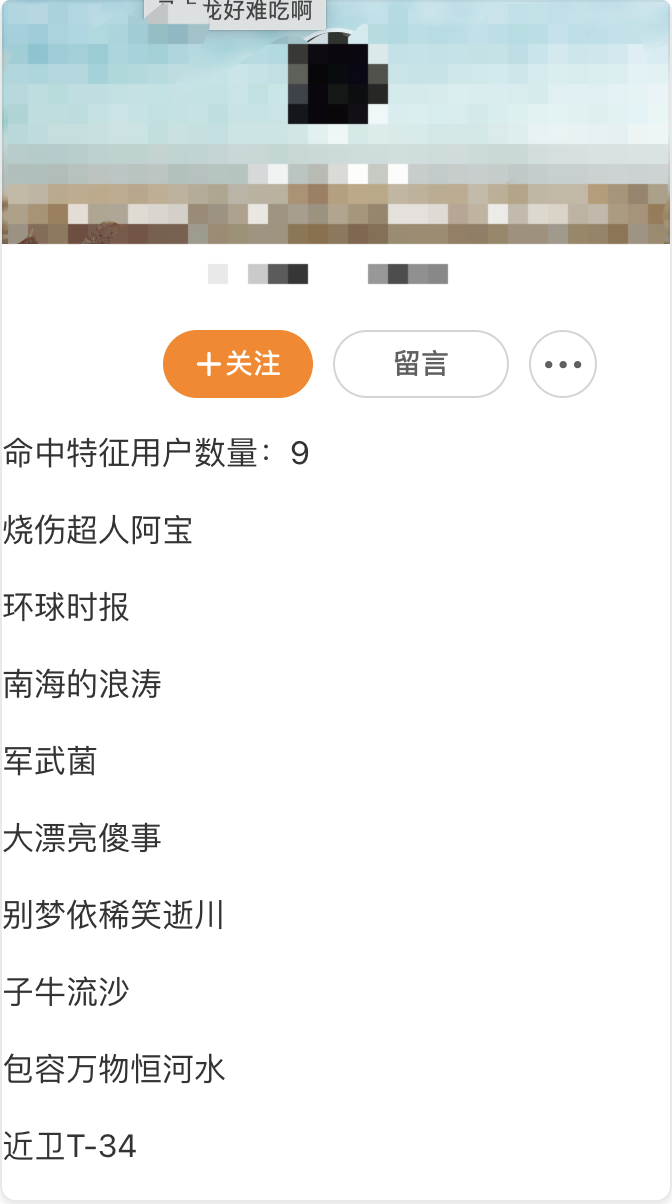 龙好难吃啊
+关注
留言
命中特征用户数量：9
烧伤超人阿宝
环球时报
南海的浪涛
军武菌
大漂亮傻事
别梦依稀笑逝川
子牛流沙
包容万物恒河水
近卫T-34